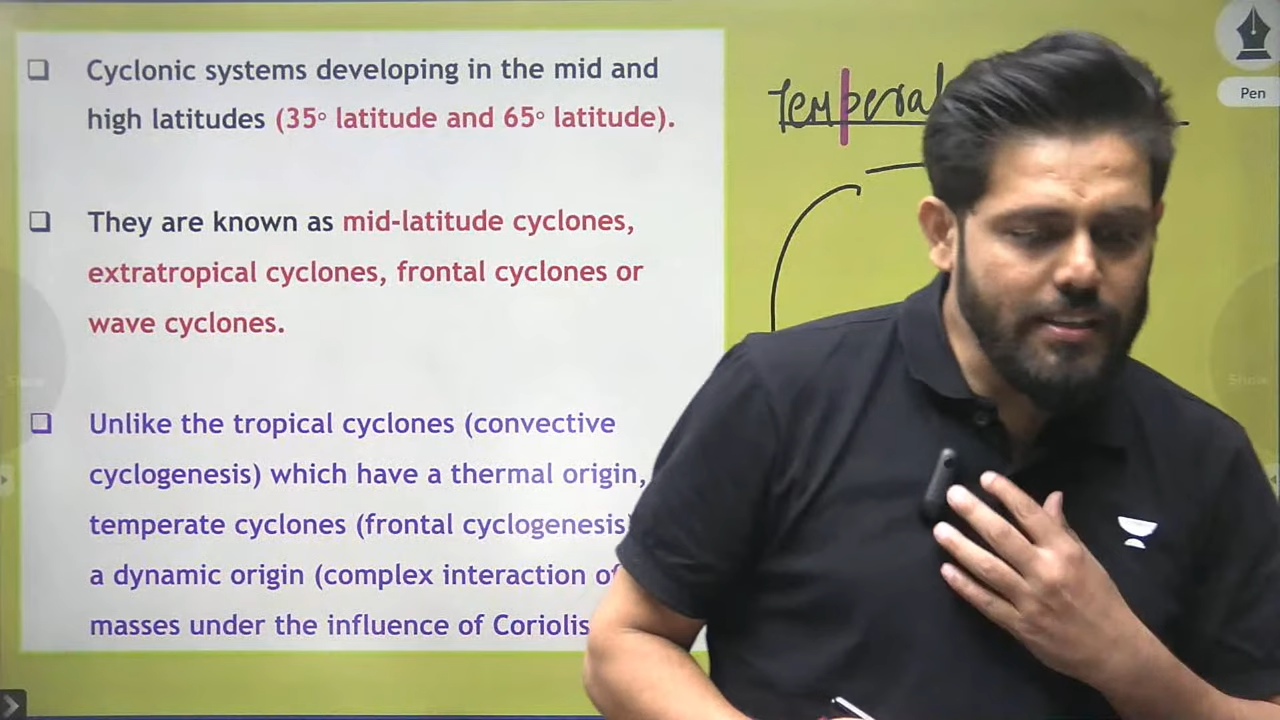 Cyclonic systems developing in the mid and
high latitudes (35° latitude and 65° latitude).
They are known as mid-latitude cyclones,
extratropical cyclones, frontal cyclones or
wave cyclones.
Unlike the tropical cyclones (convective
cyclogenesis) which have a thermal origin,
temperate cyclones (frontal cyclogenesis)
a dynamic origin (complex interaction of
masses under the influence of Coriolis
Temperat
Pen
Show
Show